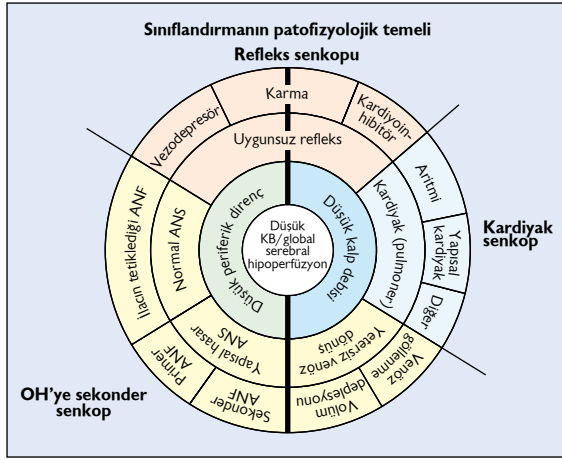 Sınıflandırmanın patofizyolojik temeli
Refleks senkopu
Vezodepresör
Karma
Kardiyoin-
hibitör
Uygunsuz refleks
Aritmi
Yapısal
kardiyak
Diğer
Kardiyak (pulmoner)
Kardiyak
senkop
İlacın tetiklediği ANF
Normal ANS
Düşük periferik direnç
Düşük
KB/global
serebral
hipoperfüzyon
Düşük kalp debisi
Yapısal hasar
ANS
Yetersiz venöz
dönüş
Primer
ANF
Sekonder
ANF
Volüm
deplesyonu
Venöz
göllenme
OH’ye sekonder
senkop